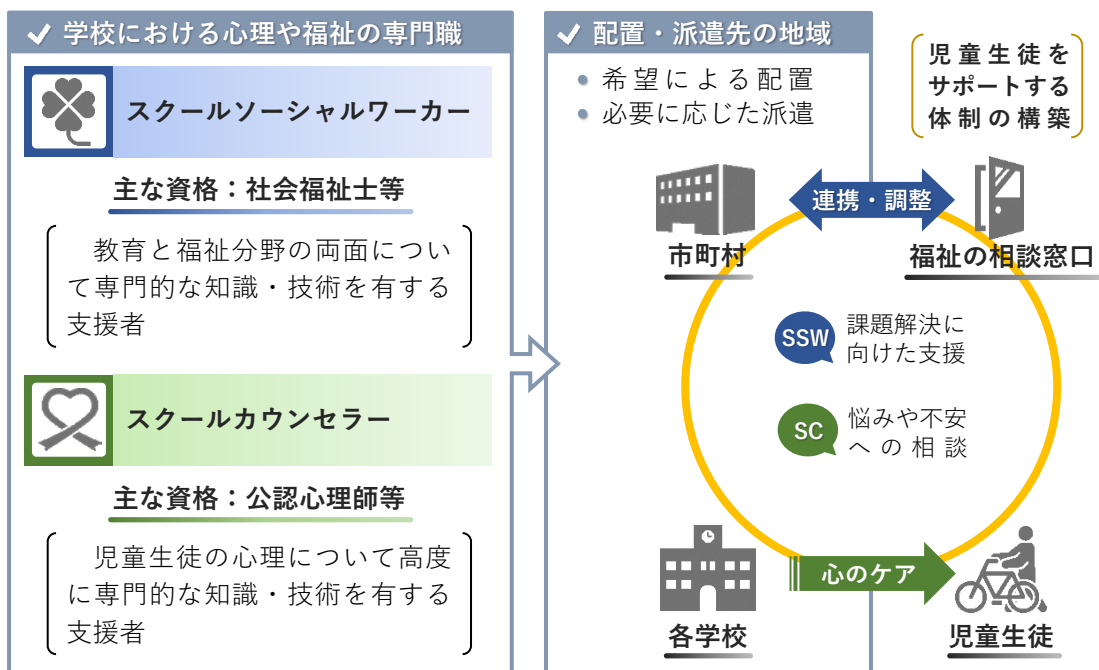 ✓ 学校における心理や福祉の専門職
スクールソーシャルワーカー
主な資格：社会福祉士等
教育と福祉分野の両面につい
て専門的な知識・技術を有する
支援者
スクールカウンセラー
主な資格：公認心理師等
児童生徒の心理について高度
に専門的な知識・技術を有する
支援者
✓ 配置・派遣先の地域
• 希望による配置
• 必要に応じた派遣
児童生徒を
サポートする
体制の構築
連携・調整
市町村
福祉の相談窓口
SSW
課題解決に
向けた支援
SC
悩みや不安
への相談
心のケア
各学校
児童生徒